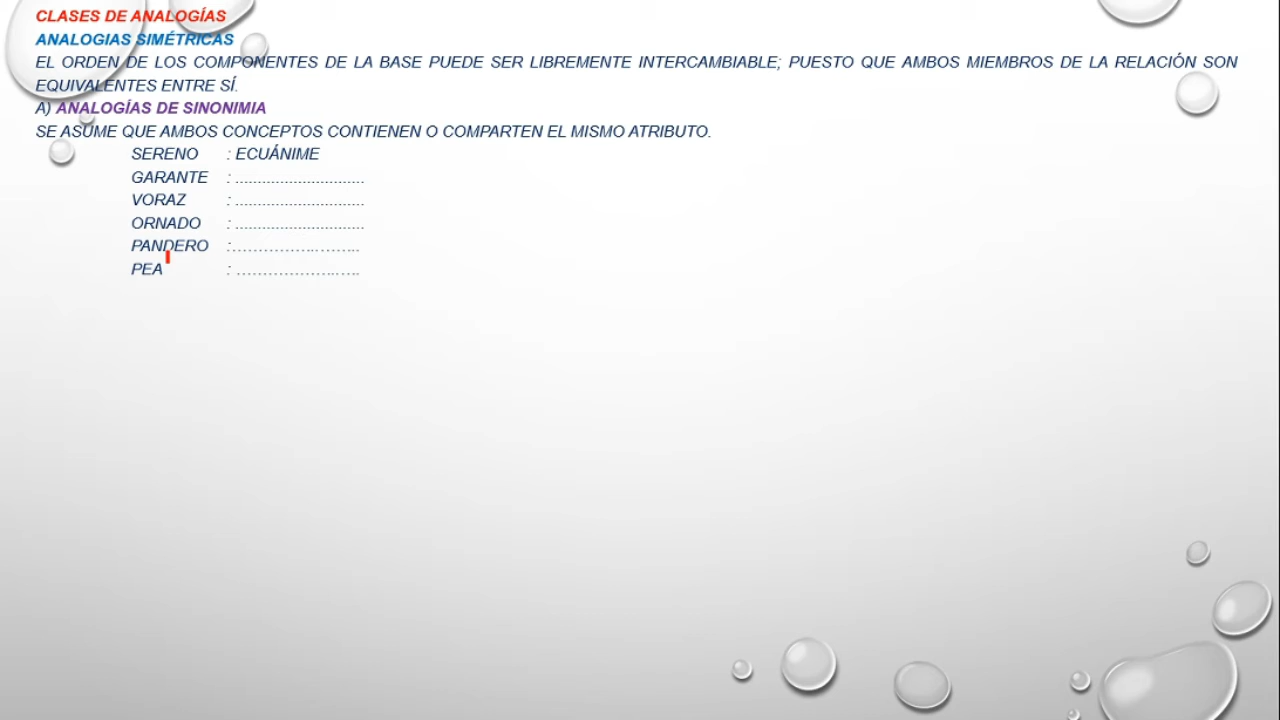 CLASES DE ANALOGÍAS
ANALOGIAS SIMÉTRICAS
EL ORDEN DE LOS COMPONENTES DE LA BASE PUEDE SER LIBREMENTE INTERCAMBIABLE; PUESTO QUE AMBOS MIEMBROS DE LA RELACIÓN SON
EQUIVALENTES ENTRE SÍ.
A) ANALOGÍAS DE SINONIMIA
SE ASUME QUE AMBOS CONCEPTOS CONTIENEN O COMPARTEN EL MISMO ATRIBUTO.
SERENO : ECUÁNIME
GARANTE : .............................
VORAZ : .............................
ORNADO : .............................
PANDERO :……………….……..
PEA : ………………..….